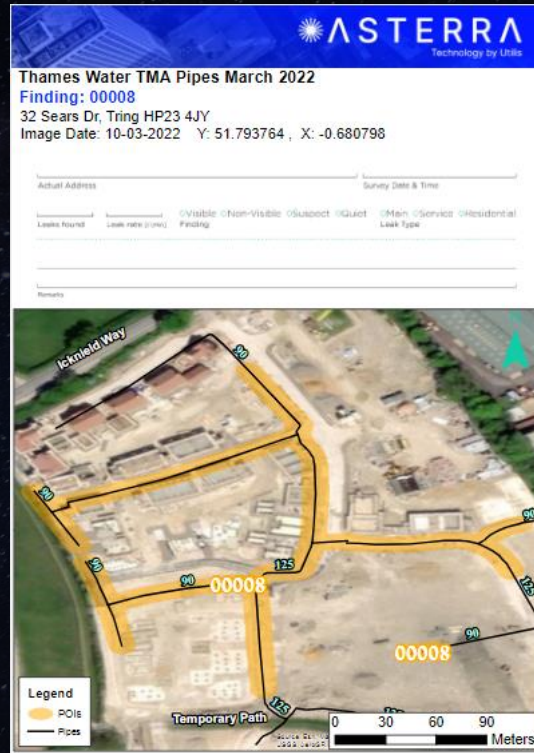 ASTERRA
Technology by Utilis
Thames Water TMA Pipes March 2022
Finding: 00008
32 Sears Dr, Tring HP23 4JY
Image Date: 10-03-2022 Y: 51.793764 , X: -0.680798
Actual Address
Survey Date & Time
Visible Non-Visible Suspect Quiet Main Service Residential
Leaks found Leak rate Finding Leak Type
Remarks
Icknield Way
90
90
90
125
90
125
90
00008
90
00008
125
Temporary Path
Legend
POIs
Pipes
0 30 60 90
Meters